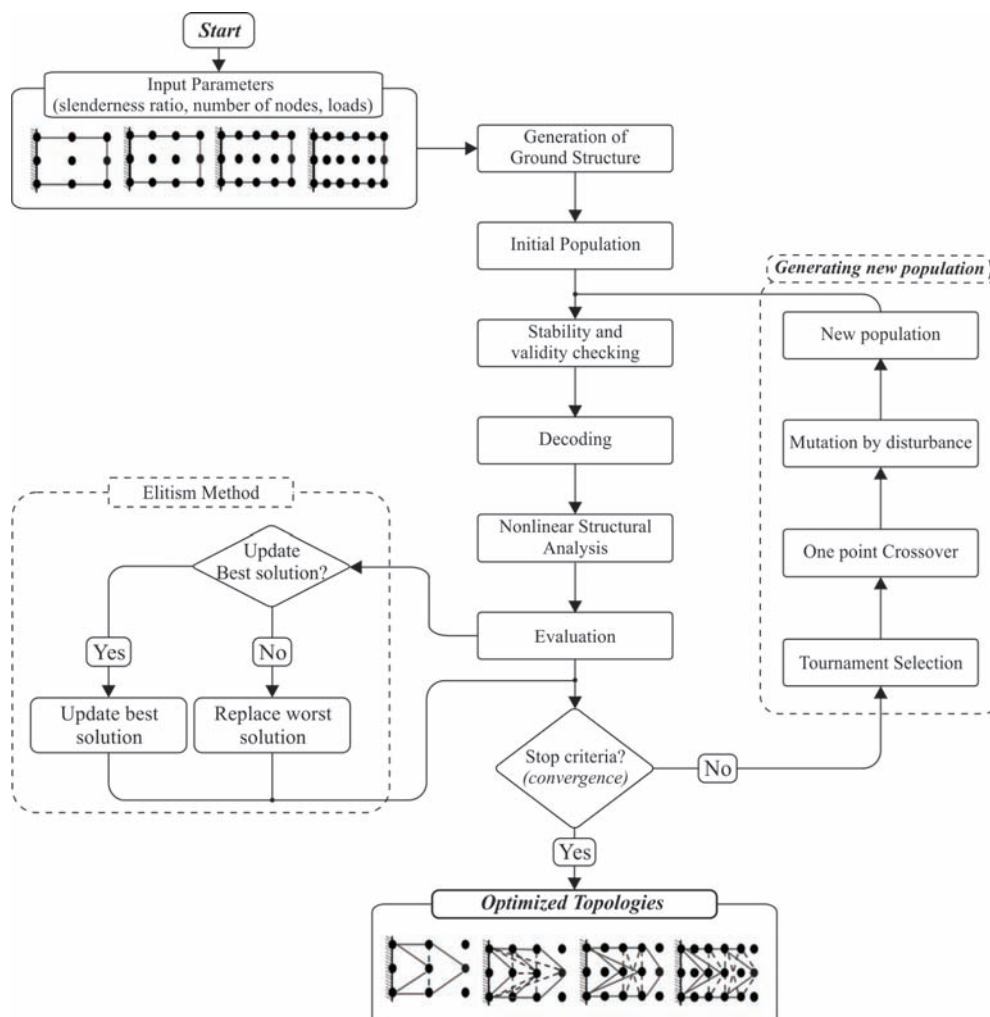 Start
Input Parameters
(slenderness ratio, number of nodes, loads)
Generation of
Ground Structure
Initial Population
Generating new population
Stability and
validity checking
New population
Decoding
Mutation by disturbance
Elitism Method
Nonlinear Structural
Analysis
Update
Best solution?
One point Crossover
Evaluation
Yes
No
Tournament Selection
Update best
solution
Replace worst
solution
Stop criteria?
(convergence)
No
Yes
Optimized Topologies